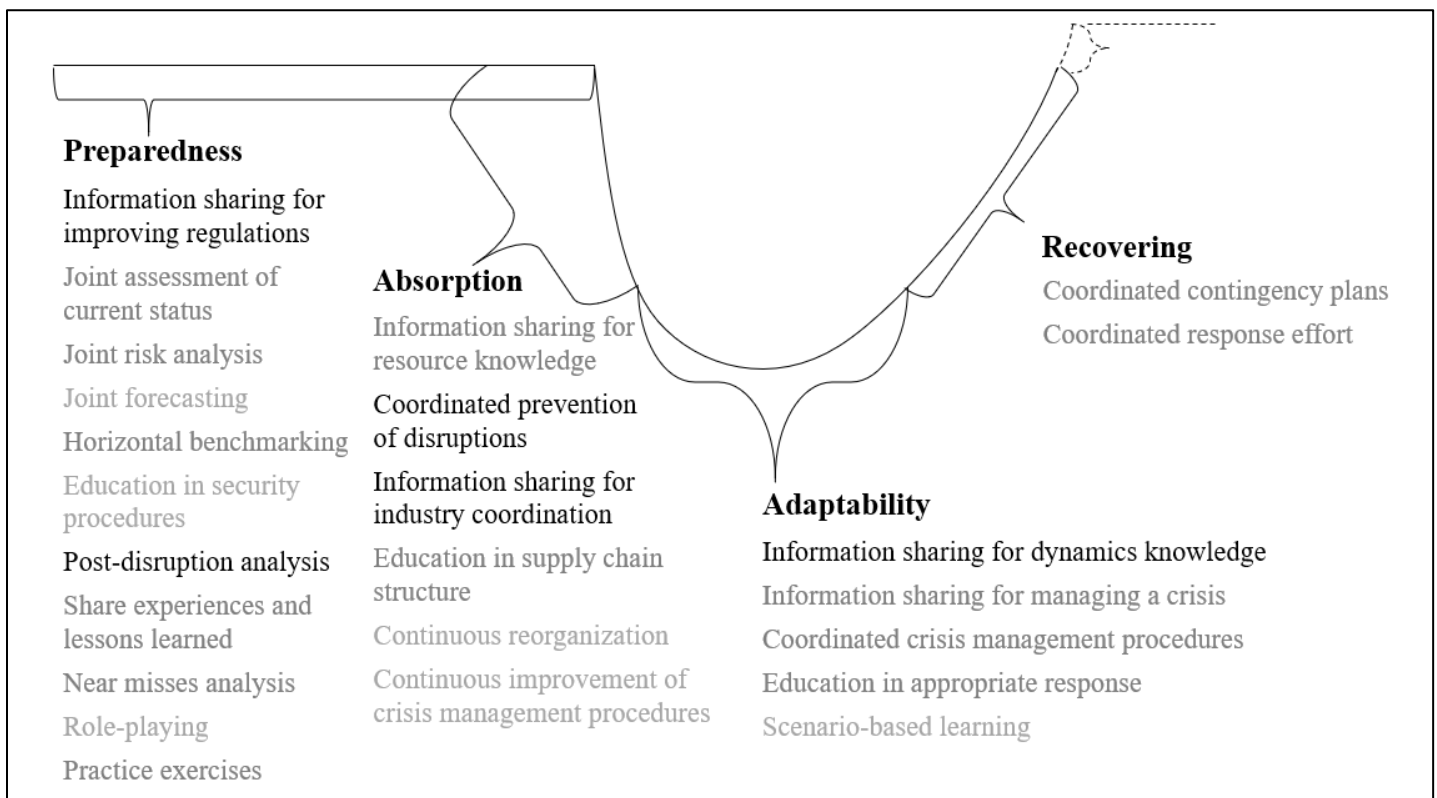 Preparedness
Information sharing for
improving regulations
Joint assessment of
current status
Joint risk analysis
Joint forecasting
Horizontal benchmarking
Education in security
procedures
Post-disruption analysis
Share experiences and
lessons learned
Near misses analysis
Role-playing
Practice exercises
Absorption
Information sharing for
resource knowledge
Coordinated prevention
of disruptions
Information sharing for
industry coordination
Education in supply chain
structure
Continuous reorganization
Continuous improvement of
crisis management procedures
Adaptability
Information sharing for dynamics knowledge
Information sharing for managing a crisis
Coordinated crisis management procedures
Education in appropriate response
Scenario-based learning
Recovering
Coordinated contingency plans
Coordinated response effort